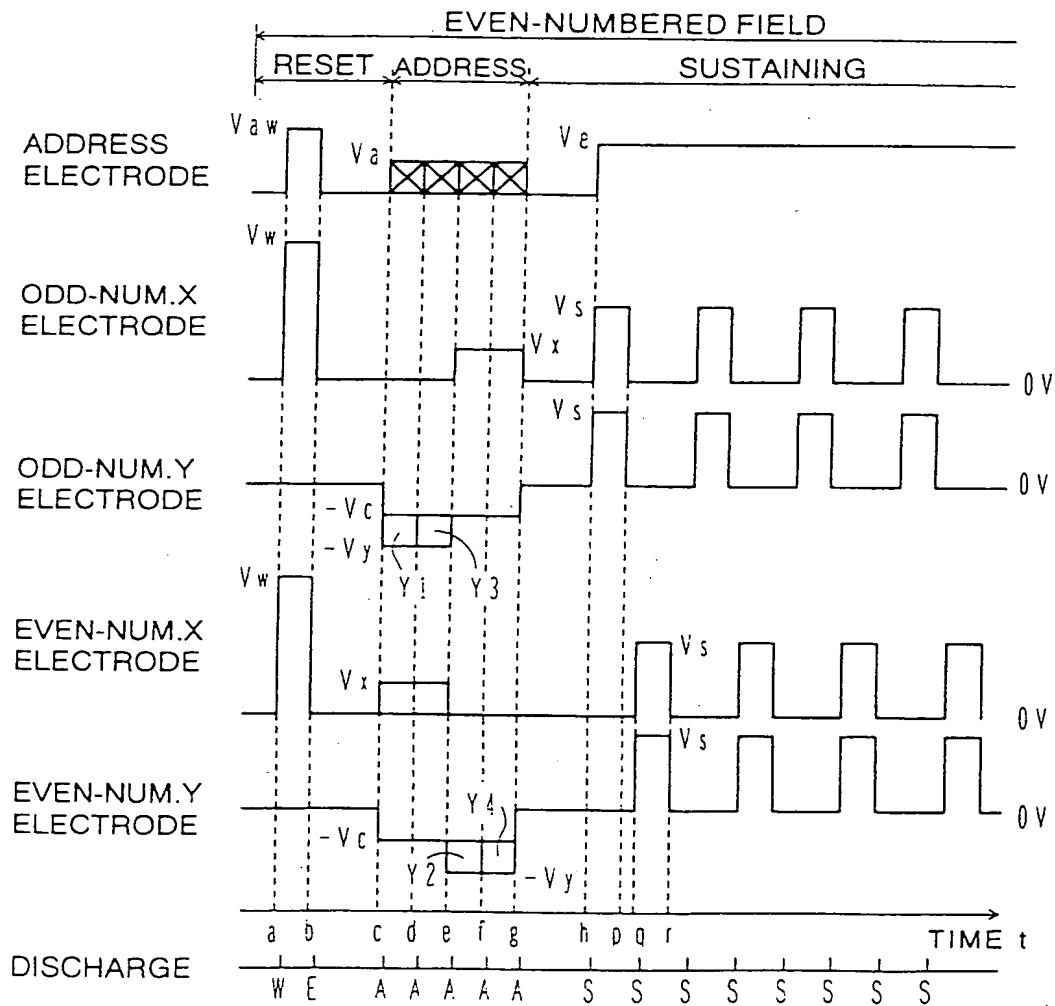 EVEN-NUMBERED FIELD
RESET ADDRESS SUSTAINING
Vaw
ADDRESS
ELECTRODE
Va
Ve
Vw
ODD-NUM.X
ELECTRODE
Vs
Vx
0V
Vs
ODD-NUM.Y
ELECTRODE
0V
-Vc
-Vy
Y1 Y3
Vw
EVEN-NUM.X
ELECTRODE
Vs
Vx
0V
Vs
EVEN-NUM.Y
ELECTRODE
Y4
0V
-Vc
Y2
-Vy
a b c d e f g h p q r
TIME t
DISCHARGE
W E A A A A A S S S S S S S S